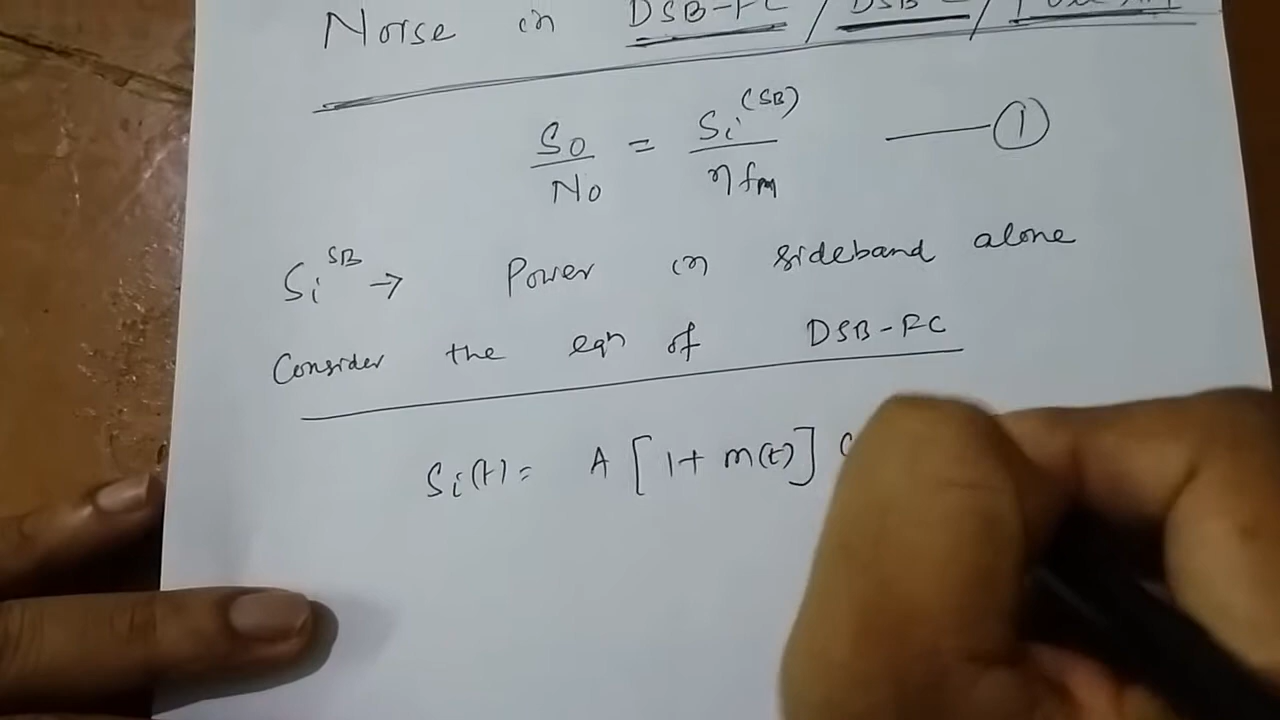 Noise in DSB-FC / DSB /
So/No = Si(SB)/ηfm ——①
Si^SB → Power in sideband alone
Consider the eqn of DSB-FC
Si(t) = A [1 + m(t)] C